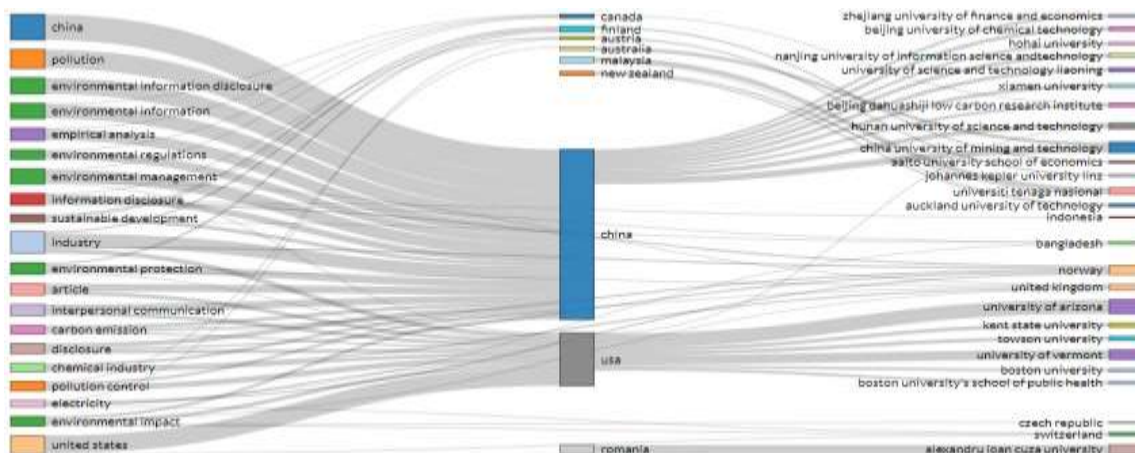 china
pollution
environmental information disclosure
environmental information
empirical analysis
environmental regulations
environmental management
information disclosure
sustainable development
industry
environmental protection
article
interpersonal communication
carbon emission
disclosure
chemical industry
pollution control
electricity
environmental impact
united states
canada
finland
austria
australia
malaysia
new zealand
china
usa
romania
zhejiang university of finance and economics
beijing university of chemical technology
hohai university
nanjing university of information science andtechnology
university of science and technology liaoning
xiamen university
beijing dahuashiji low carbon research institute
hunan university of science and technology
china university of mining and technology
aalto university school of economics
johannes kepler university linz
universiti tenaga nasional
auckland university of technology
indonesia
bangladesh
norway
united kingdom
university of arizona
kent state university
towson university
university of vermont
boston university
boston university's school of public health
czech republic
switzerland
alexandru ioan cuza university